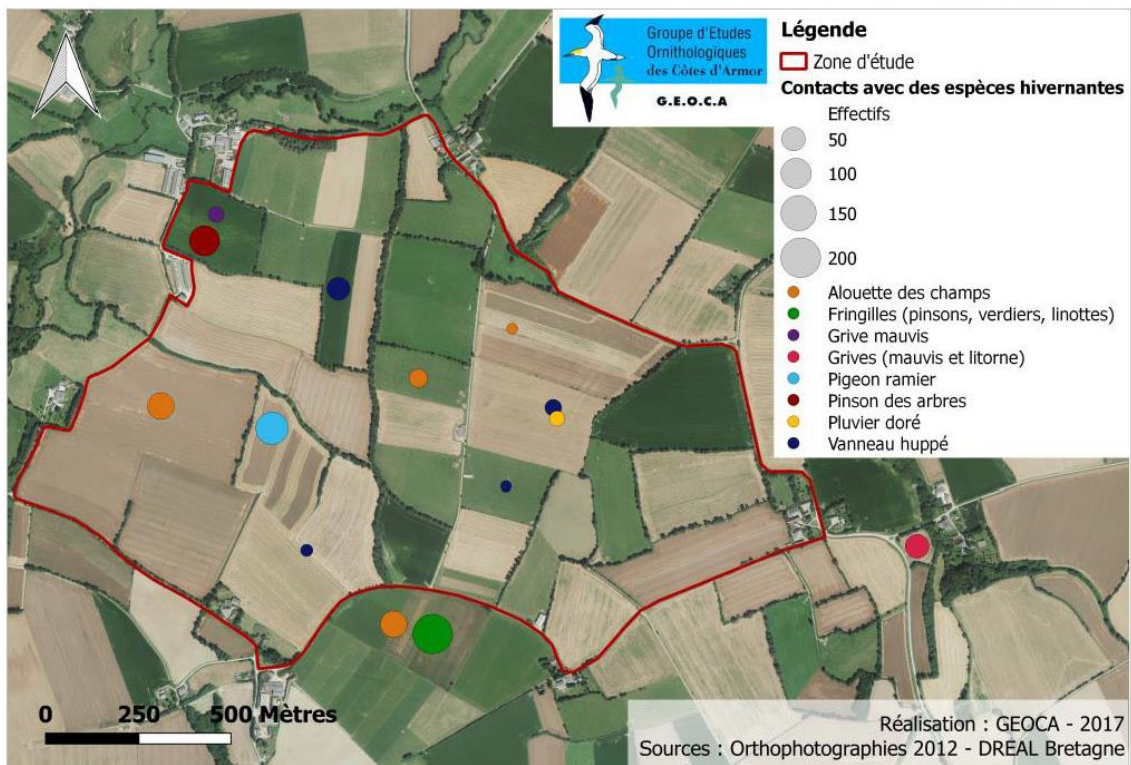 Groupe d'Etudes
Ornithologiques
des Côtes d'Armor
G.E.O.C.A
Légende
Zone d'étude
Contacts avec des espèces hivernantes
Effectifs
50
100
150
200
Alouette des champs
Fringilles (pinsons, verdiers, linottes)
Grive mauvis
Grives (mauvis et litorne)
Pigeon ramier
Pinson des arbres
Pluvier doré
Vanneau huppé
0 250 500 Mètres
Réalisation : GEOCA - 2017
Sources : Orthophotographies 2012 - DREAL Bretagne